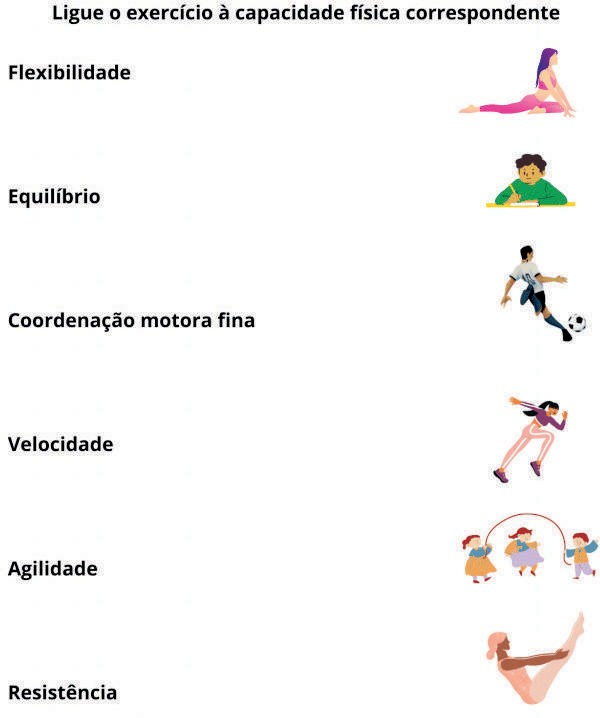 Ligue o exercício à capacidade física correspondente
Flexibilidade
Equilíbrio
Coordenação motora fina
Velocidade
Agilidade
Resistência